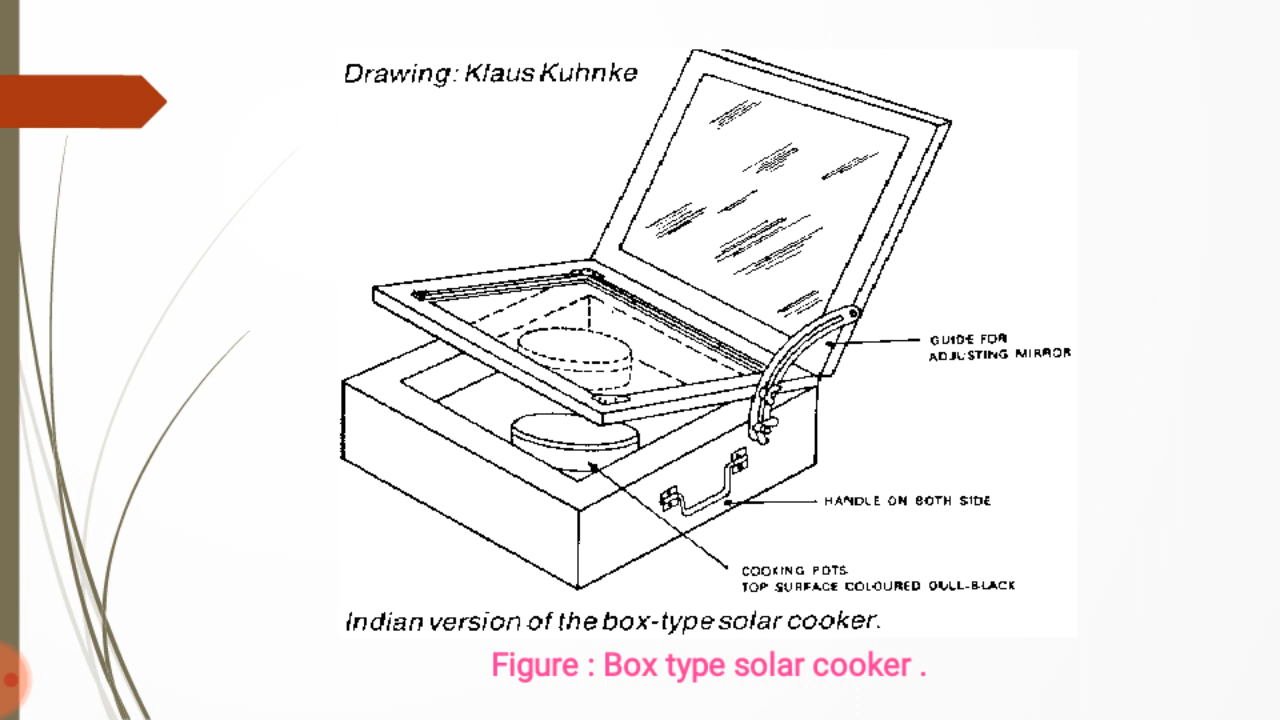 Drawing: Klaus Kuhnke
GUIDE FOR
ADJUSTING MIRROR
HANDLE ON BOTH SIDE
COOKING POTS
TOP SURFACE COLOURED DULL-BLACK
Indian version of the box-type solar cooker.
Figure : Box type solar cooker .